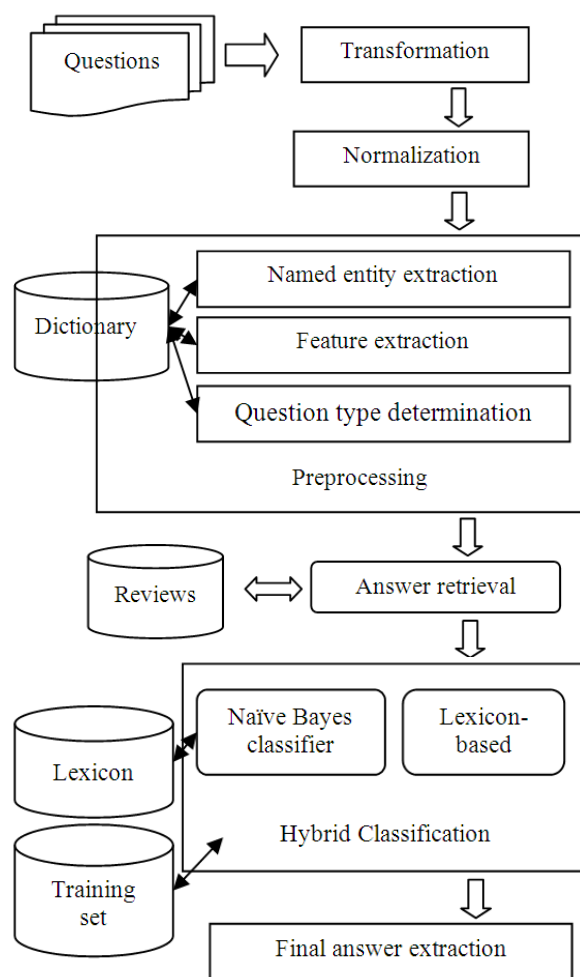 Questions
Transformation
Normalization
Named entity extraction
Dictionary
Feature extraction
Question type determination
Preprocessing
Reviews
Answer retrieval
Naïve Bayes
classifier
Lexicon-
based
Lexicon
Hybrid Classification
Training
set
Final answer extraction